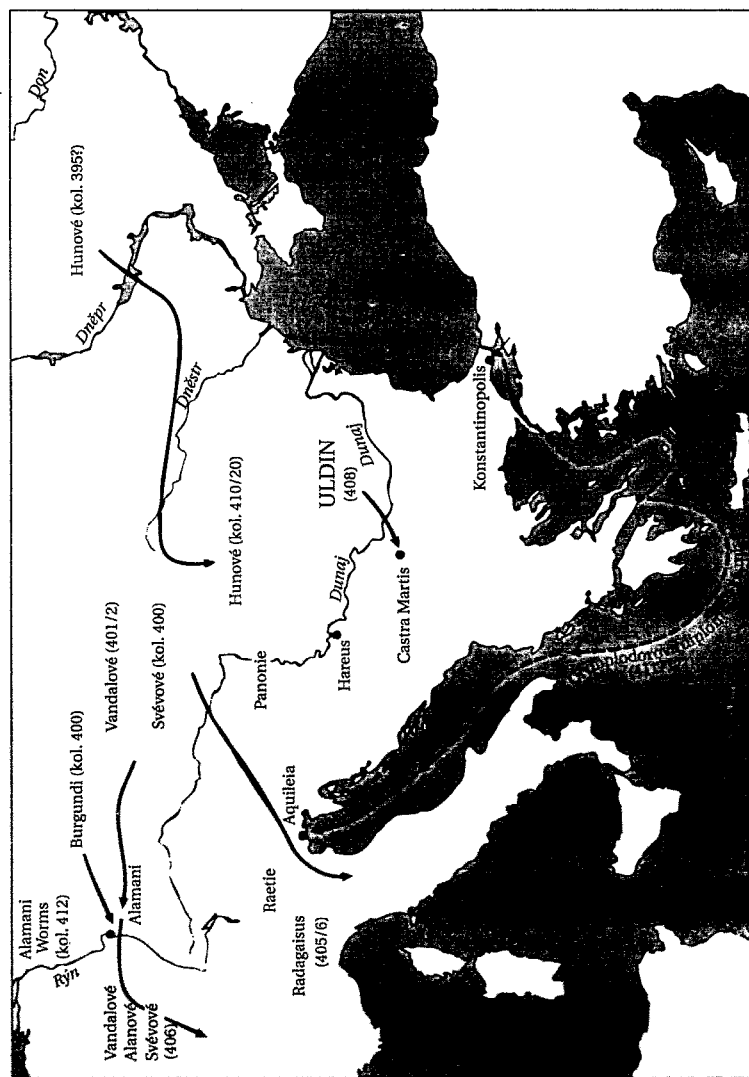 Alamani
Worms
(kol. 412)
Rýn
Burgundi (kol. 400)
Vandalové (401/2)
Svévové (kol. 400)
Hunové (kol. 395?)
Don
Dněpr
Vandalové
Alanové
Svévové
(406)
Alamani
Dněstr
Hunové (kol. 410/20)
Raetie
Panonie
Radagaisus
(405/6)
Aquileia
Hareus
Dunaj
ULDIN
(408)
Dunaj
Castra Martis
Konstantinopolis